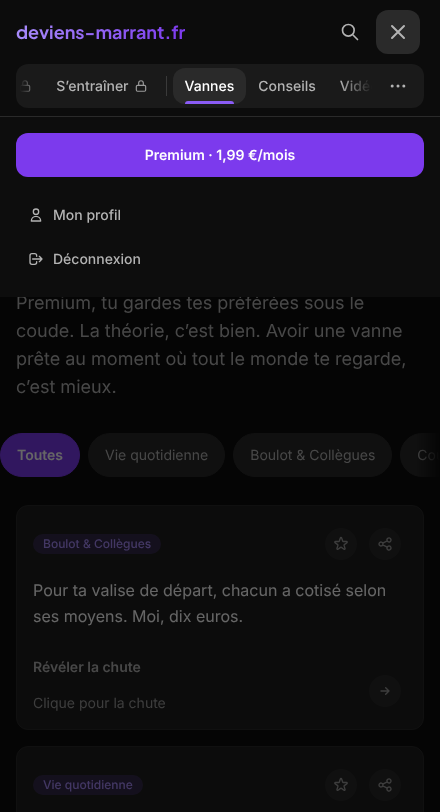 deviens-marrant.fr
S'entraîner
Vannes
Conseils
Vidé
Premium · 1,99 €/mois
Mon profil
Déconnexion
Premium, tu gardes tes préférées sous le
coude. La théorie, c'est bien. Avoir une vanne
prête au moment où tout le monde te regarde,
c'est mieux.
Toutes
Vie quotidienne
Boulot & Collègues
Boulot & Collègues
Pour ta valise de départ, chacun a cotisé selon
ses moyens. Moi, dix euros.
Révéler la chute
Clique pour la chute
Vie quotidienne